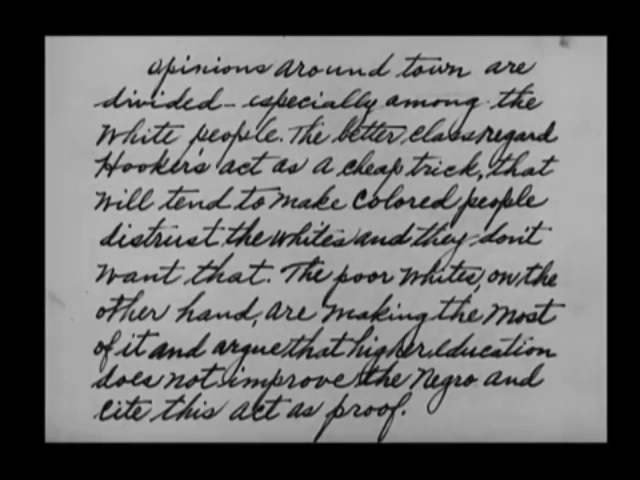 Opinions around town are
divided - especially among the
white people. The better class regard
Hooker's act as a cheap trick, that
will tend to make colored people
distrust the whites and they don't
want that. The poor whites, on the
other hand, are making the most
of it and argue that higher education
does not improve the Negro and
cite this act as proof.